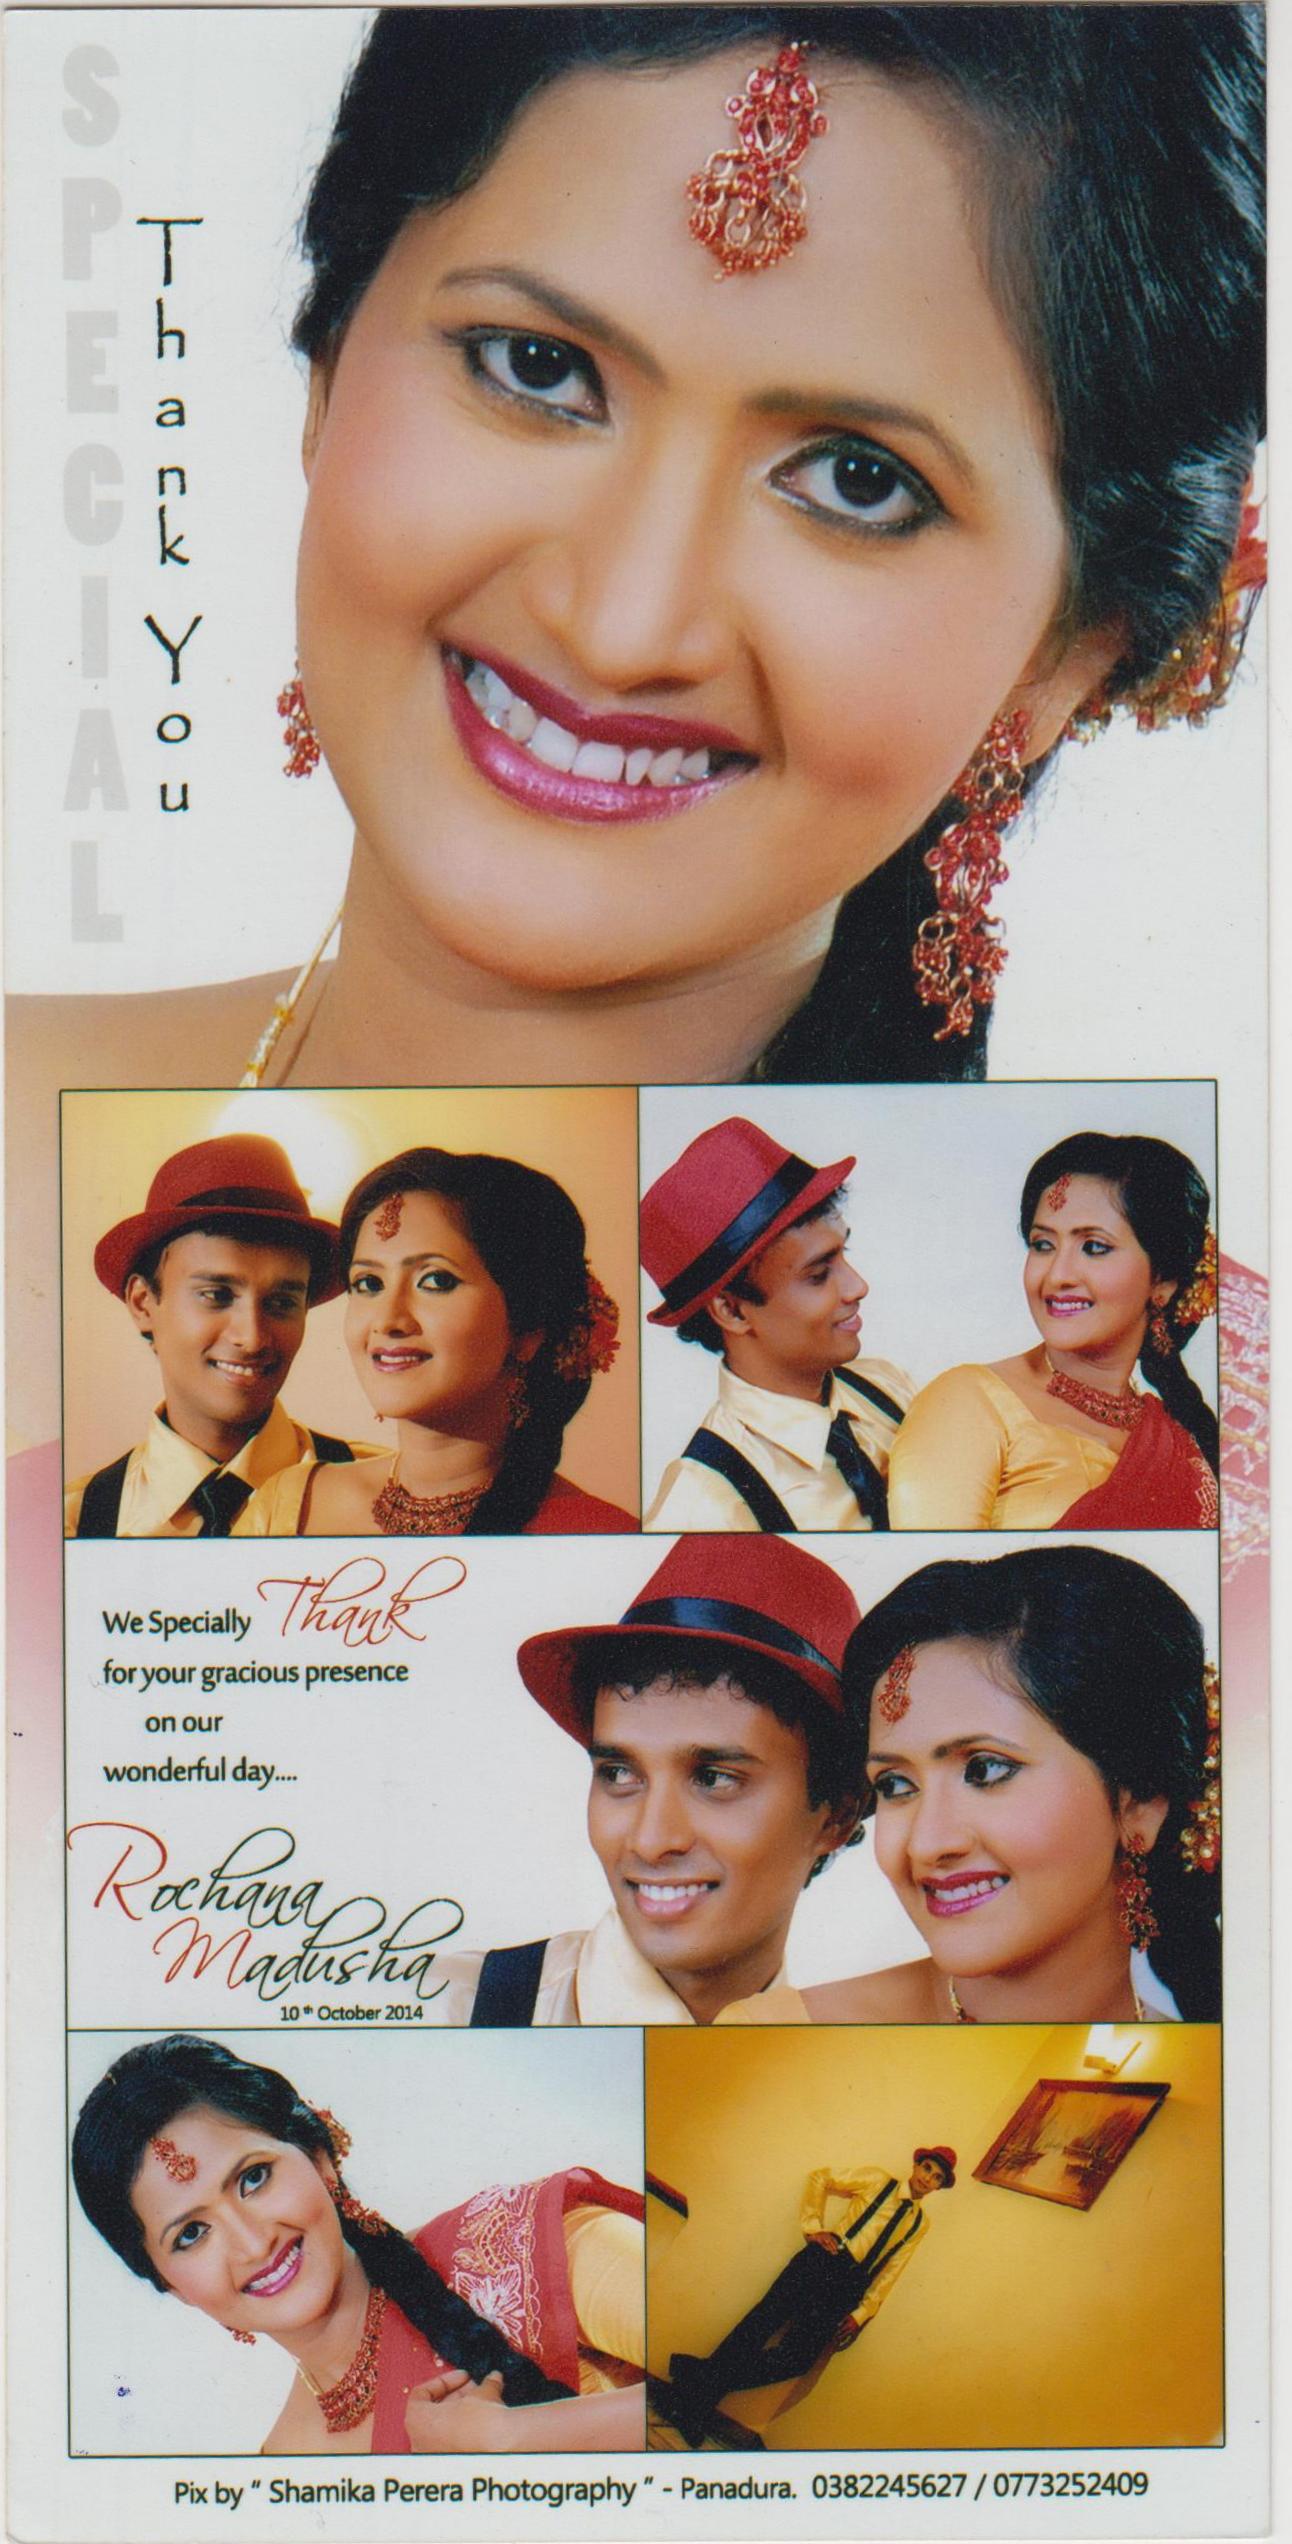 SPECIAL
Thank You
We Specially Thank
for your gracious presence
on our
wonderful day....
Rochana
Madusha
10 th October 2014
Pix by “ Shamika Perera Photography ” - Panadura. 0382245627 / 0773252409